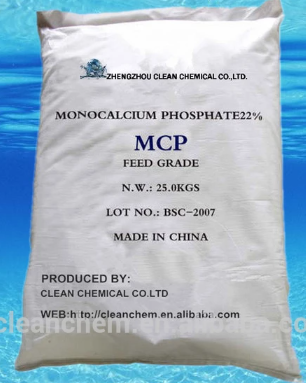 ZHENGZHOU CLEAN CHEMICAL CO.,LTD.
MONOCALCIUM PHOSPHATE22%
MCP
FEED GRADE
N.W.: 25.0KGS
LOT NO.: BSC-2007
MADE IN CHINA
PRODUCED BY:
CLEAN CHEMICAL CO.LTD
WEB:http://cleanchem.en.alibaba.com/